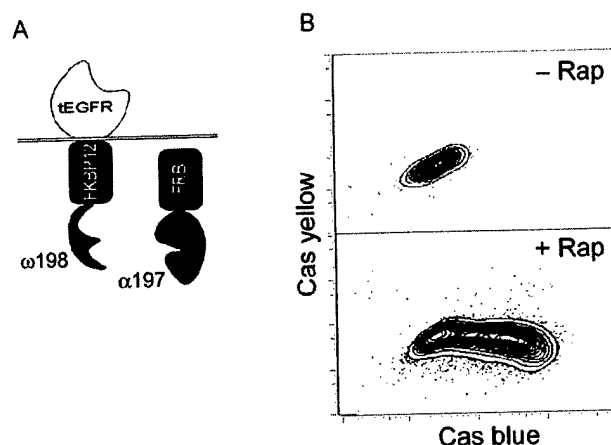 A
tEGFR
FKBP12
FRB
ω198
α197
B
– Rap
+ Rap
Cas yellow
Cas blue